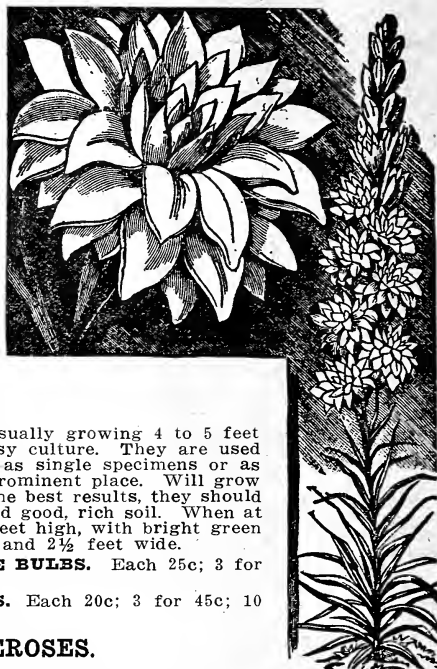 sually growing 4 to 5 feet
sy culture. They are used
as single specimens or as
rominent place. Will grow
ne best results, they should
d good, rich soil. When at
eet high, with bright green
and 2½ feet wide.
E BULBS. Each 25c; 3 for
S. Each 20c; 3 for 45c; 10
EROSES.